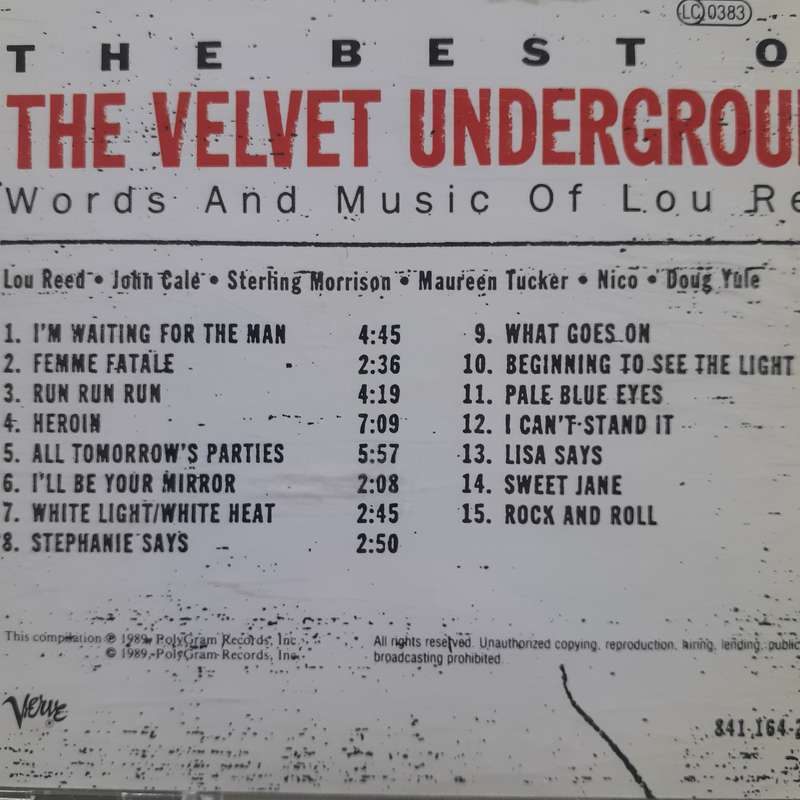 LC 0383
THE BEST O
THE VELVET UNDERGROU
Words And Music Of Lou Re
Lou Reed • John Cale • Sterling Morrison • Maureen Tucker • Nico • Doug Yule
1. I'M WAITING FOR THE MAN 4:45
2. FEMME FATALE 2:36
3. RUN RUN RUN 4:19
4. HEROIN 7:09
5. ALL TOMORROW'S PARTIES 5:57
6. I'LL BE YOUR MIRROR 2:08
7. WHITE LIGHT/WHITE HEAT 2:45
8. STEPHANIE SAYS 2:50
9. WHAT GOES ON
10. BEGINNING TO SEE THE LIGHT
11. PALE BLUE EYES
12. I CAN'T STAND IT
13. LISA SAYS
14. SWEET JANE
15. ROCK AND ROLL
This compilation ℗ 1989, PolyGram Records, Inc.
© 1989, PolyGram Records, Inc.
All rights reserved. Unauthorized copying, reproduction, hiring, lending, public
broadcasting prohibited.
Verve
841 164-2